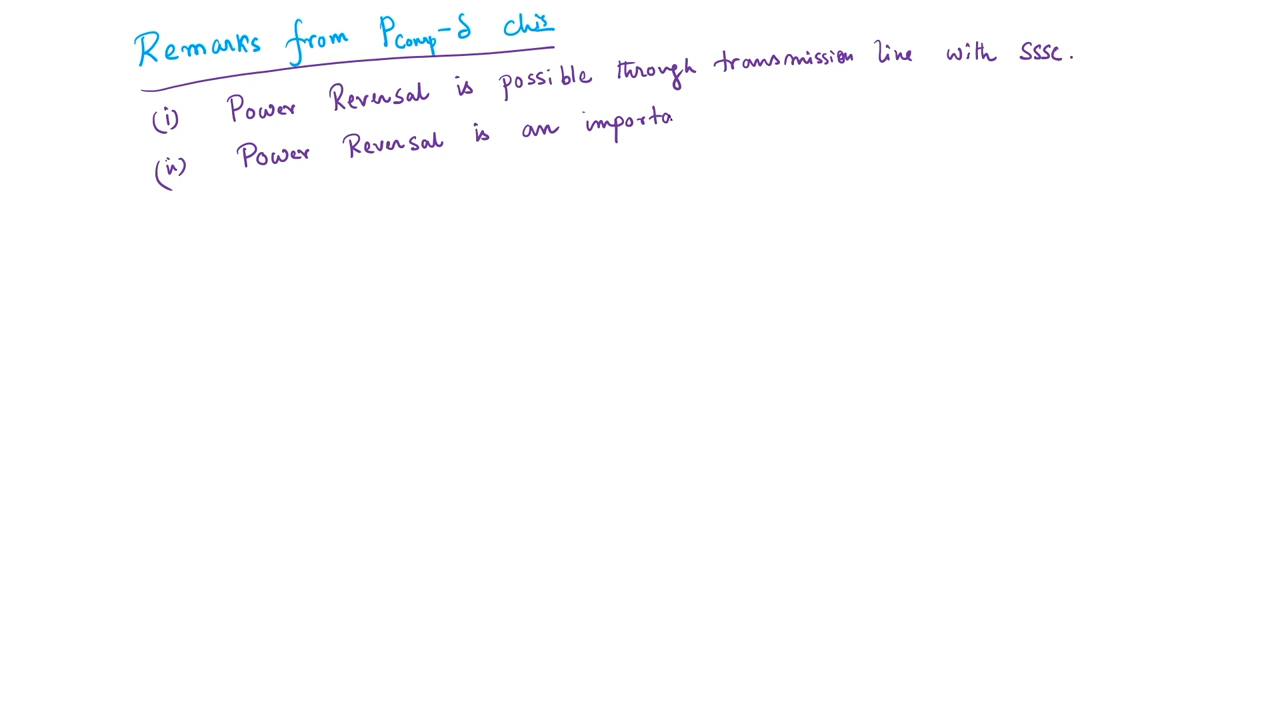 Remarks from Pcomp-δ chis
(i) Power Reversal is possible through transmission line with SSSC.
(ii) Power Reversal is an importa